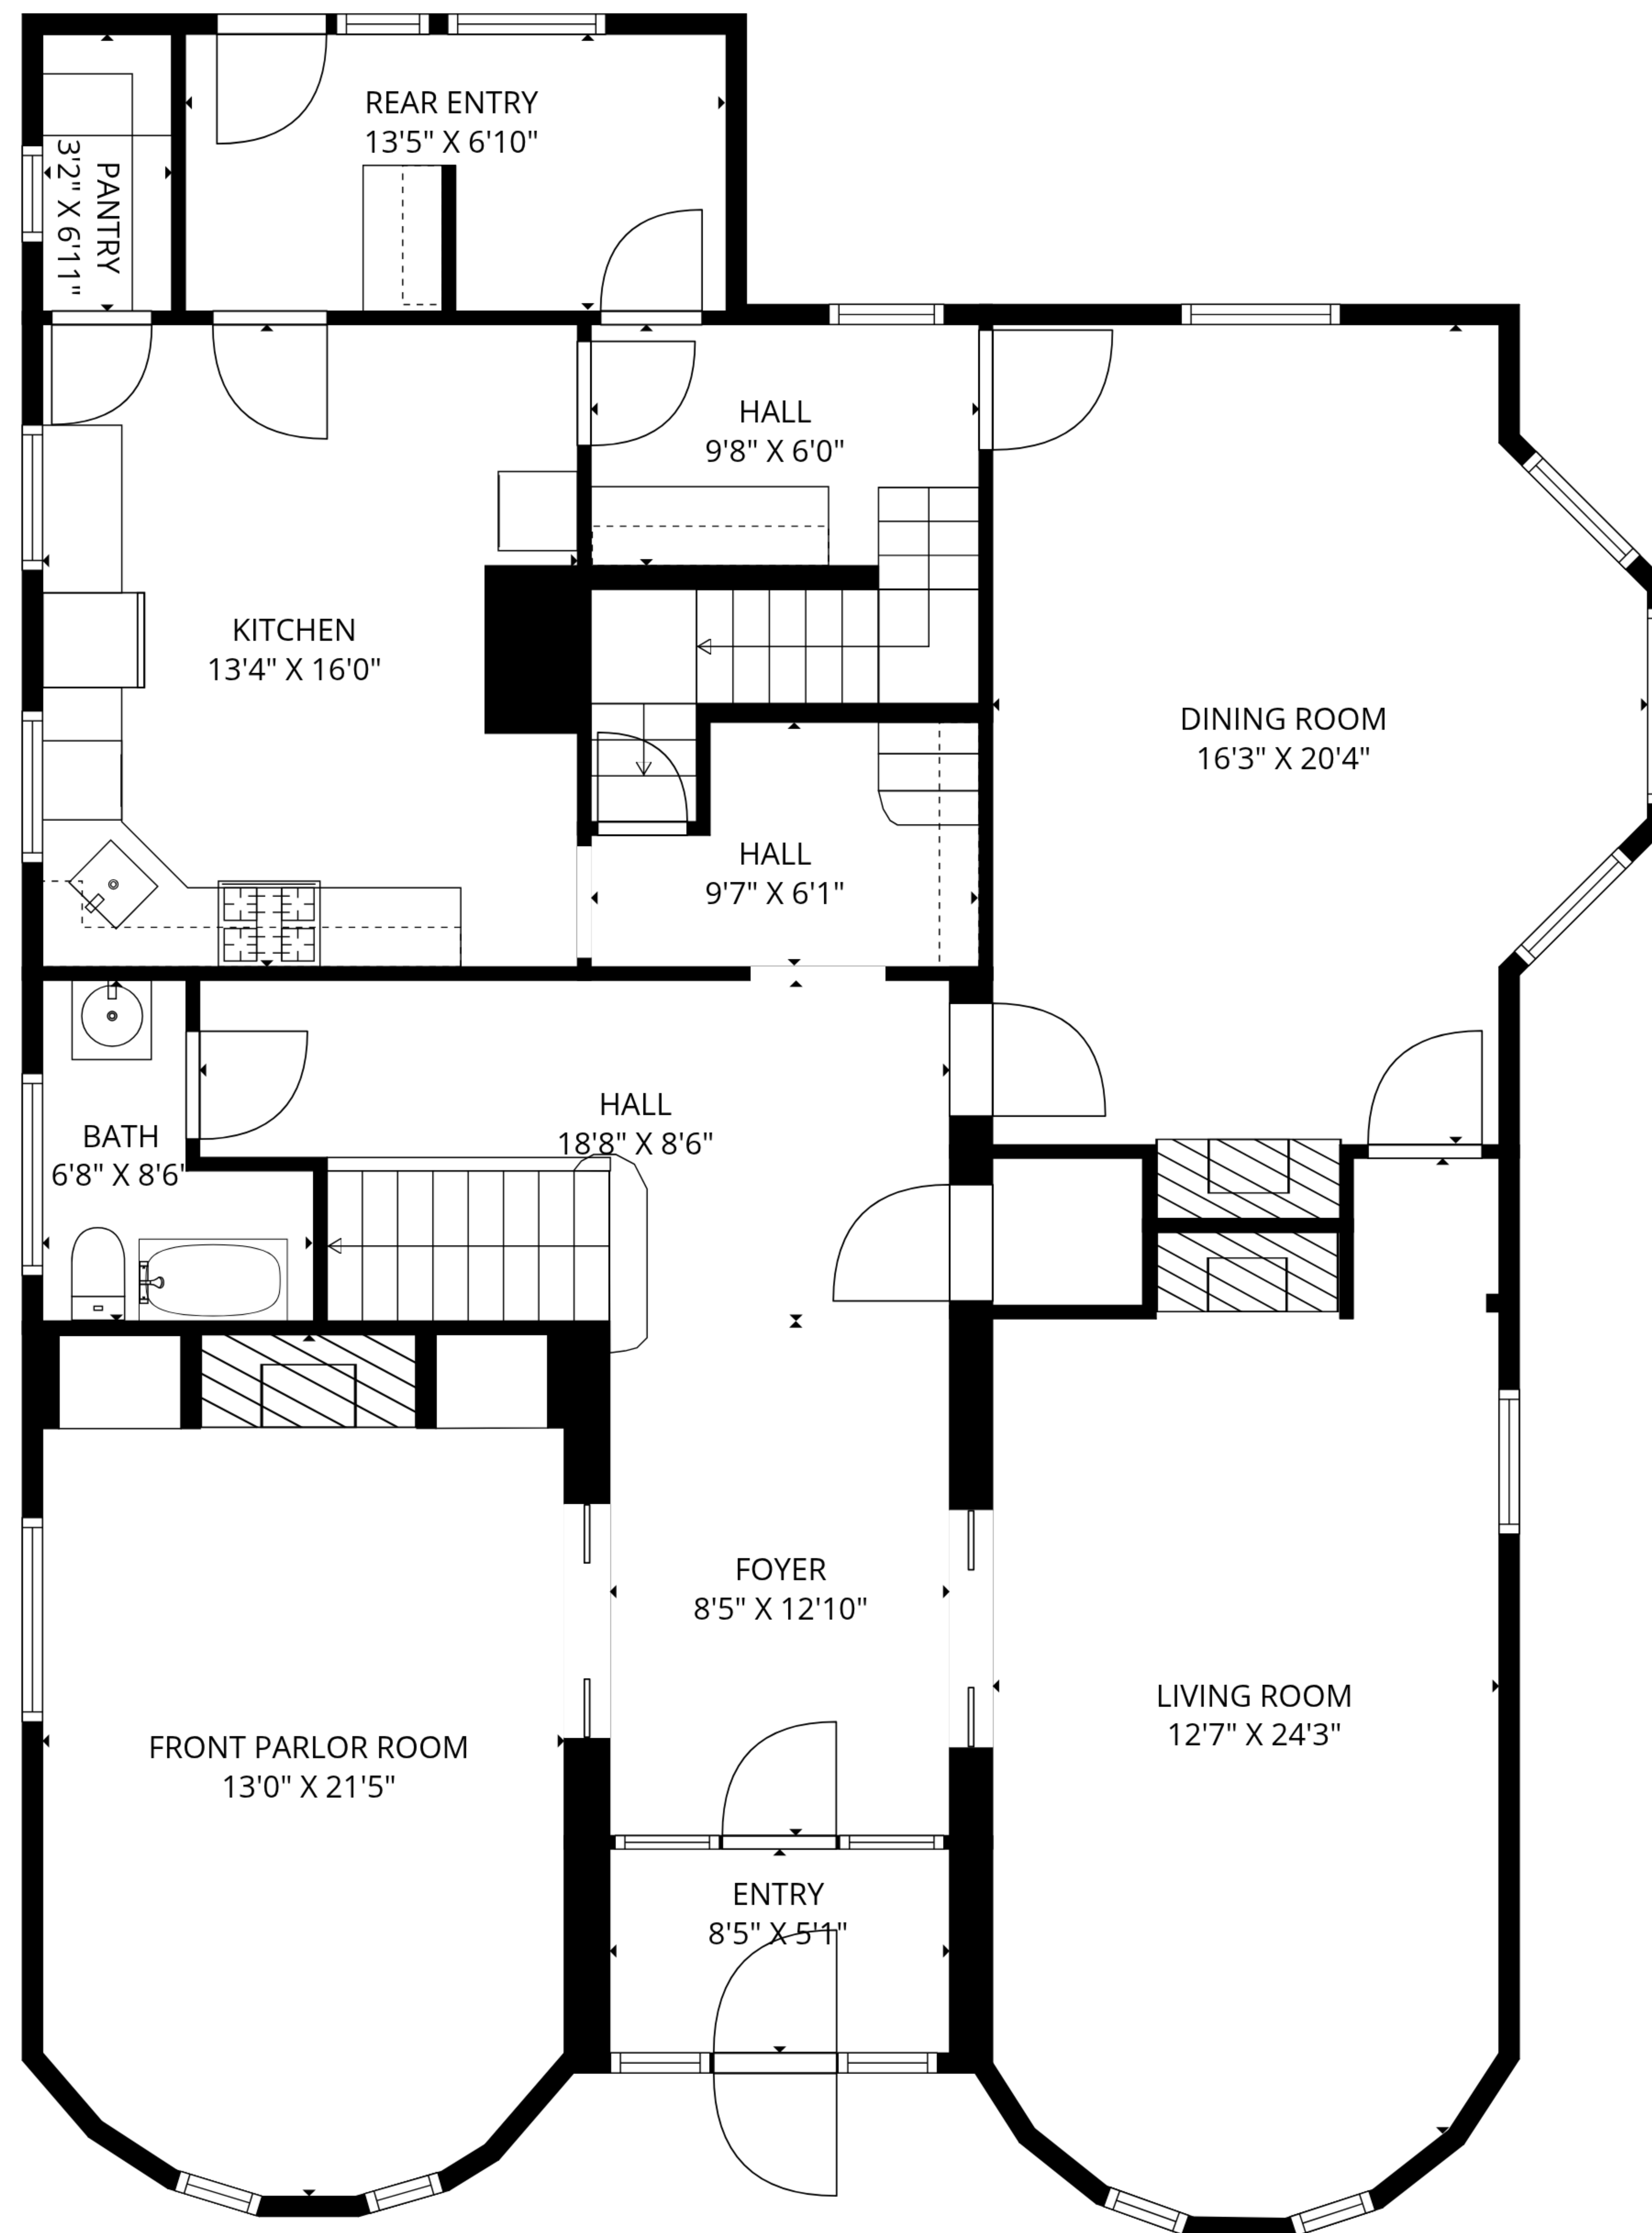 REAR ENTRY
13'5" X 6'10"
PANTRY
3'2" X 6'11"
HALL
9'8" X 6'0"
KITCHEN
13'4" X 16'0"
DINING ROOM
16'3" X 20'4"
HALL
9'7" X 6'1"
HALL
18'8" X 8'6"
BATH
6'8" X 8'6"
FOYER
8'5" X 12'10"
LIVING ROOM
12'7" X 24'3"
FRONT PARLOR ROOM
13'0" X 21'5"
ENTRY
8'5" X 5'1"